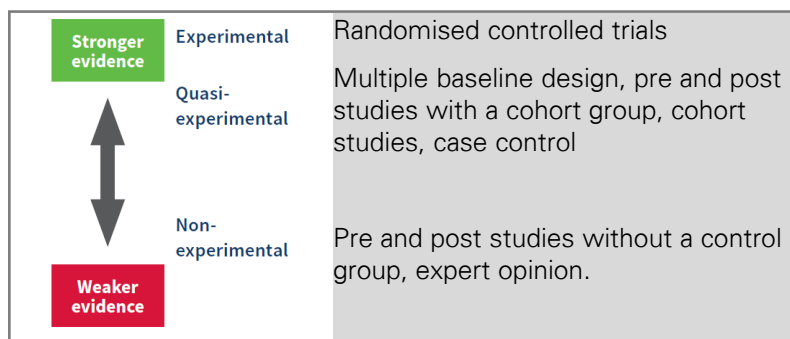 Stronger
evidence
Experimental
Randomised controlled trials
Quasi-
experimental
Multiple baseline design, pre and post
studies with a cohort group, cohort
studies, case control
Non-
experimental
Pre and post studies without a control
group, expert opinion.
Weaker
evidence